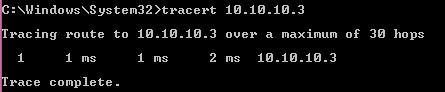 C:\Windows\System32>tracert 10.10.10.3
Tracing route to 10.10.10.3 over a maximum of 30 hops
1 1 ms 1 ms 2 ms 10.10.10.3
Trace complete.